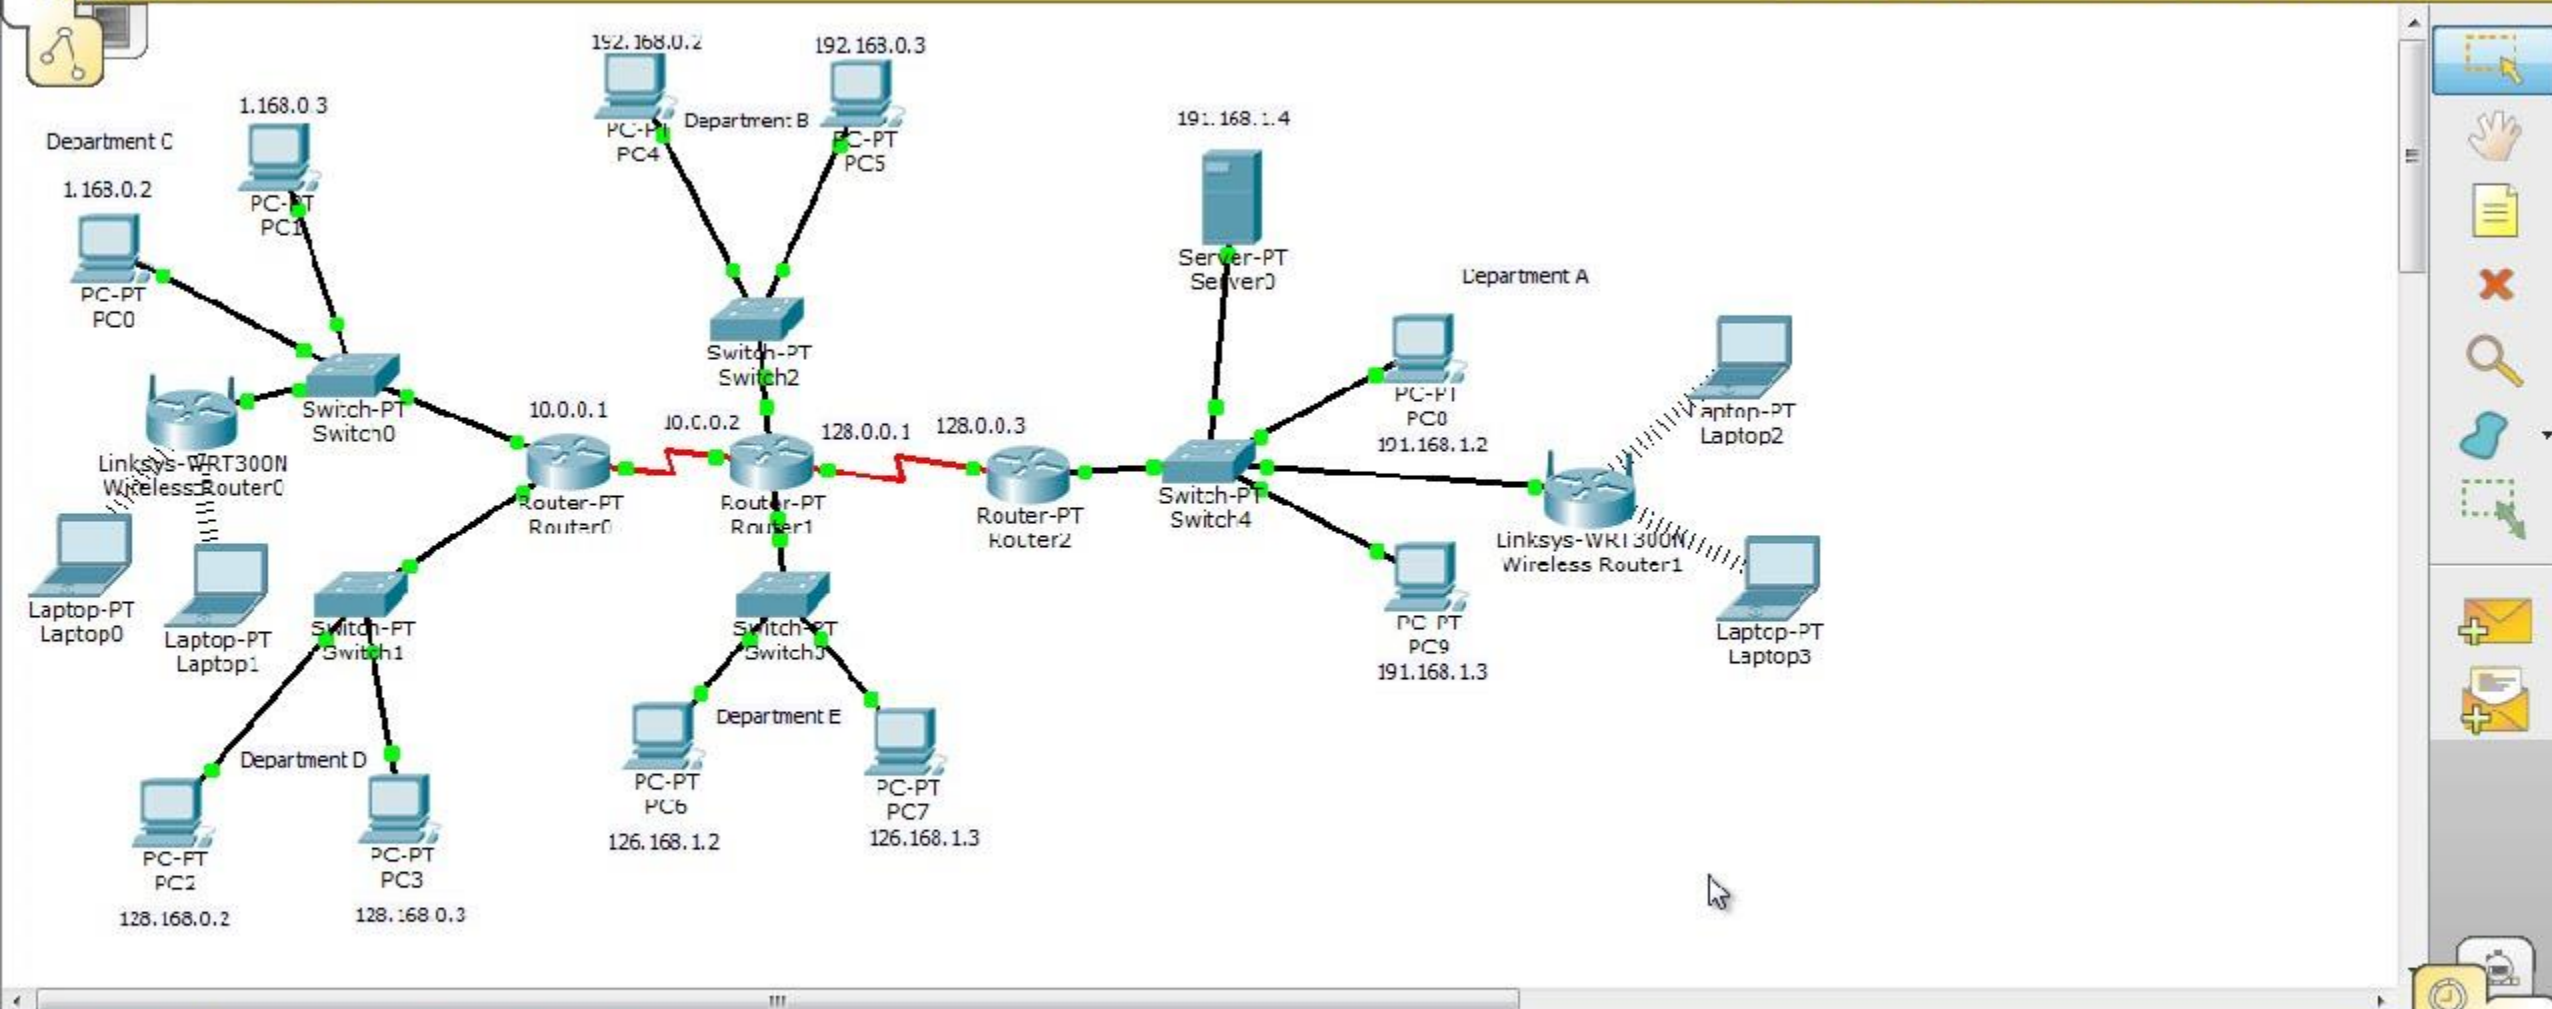 192.168.0.2
192.168.0.3
1.168.0.3
Department C
Department B
191.168.1.4
1.168.0.2
PC-PT
PC4
PC-PT
PC5
PC-PT
PC1
PC-PT
PC0
Server-PT
Server0
Department A
Switch-PT
Switch2
Switch-PT
Switch0
10.0.0.1
10.0.0.2
128.0.0.1
128.0.0.3
PC-PT
191.168.1.2
Laptop-PT
Laptop2
Linksys-WRT300N
Wireless Router0
Router-PT
Router0
Router-PT
Router1
Router-PT
Router2
Switch-PT
Switch4
Linksys-WRT300N
Wireless Router1
Laptop-PT
Laptop0
Laptop-PT
Laptop1
Switch-PT
Switch1
Switch-PT
Switch3
PC-PT
PC9
191.168.1.3
Laptop-PT
Laptop3
Department D
Department E
PC-PT
PC6
126.168.1.2
PC-PT
PC7
126.168.1.3
PC-PT
PC2
128.168.0.2
PC-PT
PC3
128.168.0.3